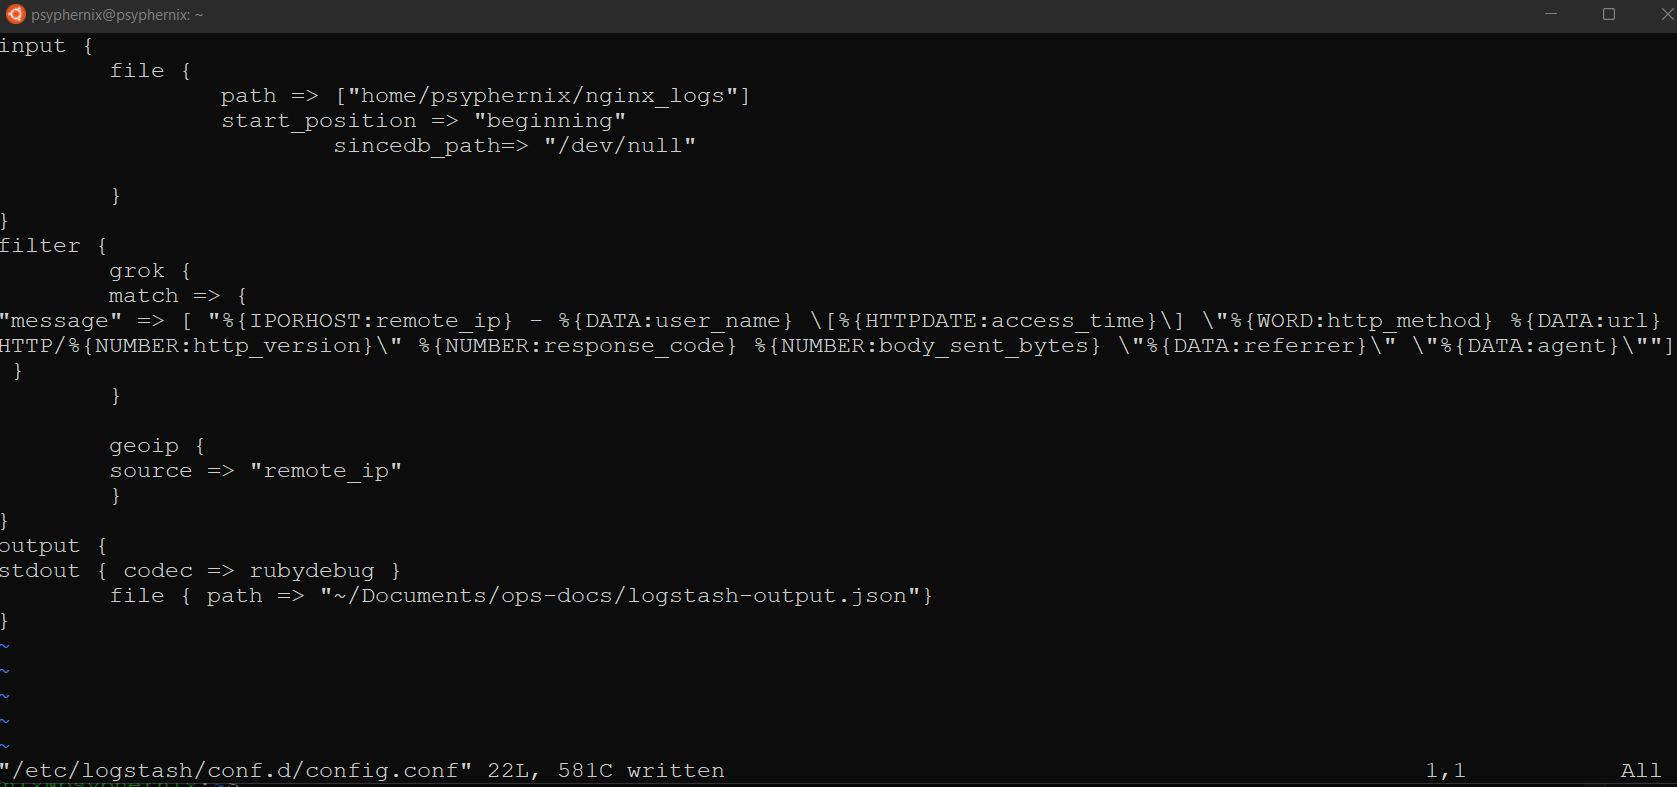 psyphernix@psyphernix: ~
input {
        file {
                path => ["home/psyphernix/nginx_logs"]
                start_position => "beginning"
                        sincedb_path=> "/dev/null"
        }
}
filter {
        grok {
        match => {
"message" => [ "%{IPORHOST:remote_ip} - %{DATA:user_name} \[%{HTTPDATE:access_time}\] \"%{WORD:http_method} %{DATA:url}
HTTP/%{NUMBER:http_version}\" %{NUMBER:response_code} %{NUMBER:body_sent_bytes} \"%{DATA:referrer}\" \"%{DATA:agent}\""]
 }
        }
        geoip {
        source => "remote_ip"
        }
}
output {
stdout { codec => rubydebug }
        file { path => "~/Documents/ops-docs/logstash-output.json"}
}
~
~
~
~
~
"/etc/logstash/conf.d/config.conf" 22L, 581C written 1,1 All